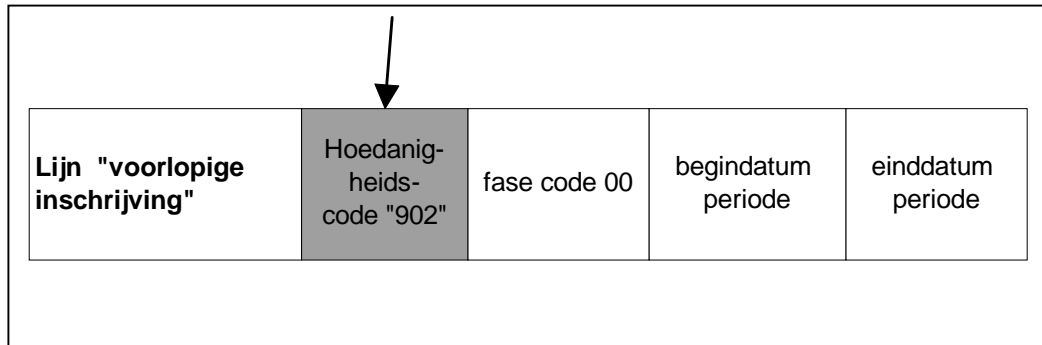 Lijn "voorlopige
inschrijving"
Hoedanig-
heids-
code "902"
fase code 00
begindatum
periode
einddatum
periode